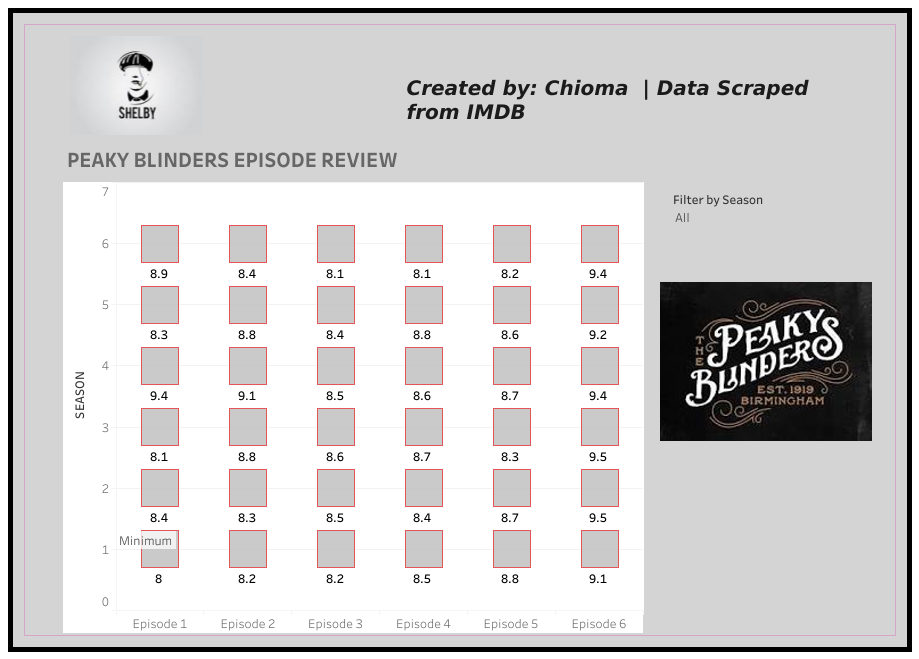 SHELBY
Created by: Chioma  | Data Scraped
from IMDB
PEAKY BLINDERS EPISODE REVIEW
Filter by Season
All
7
6
8.9 8.4 8.1 8.1 8.2 9.4
5
8.3 8.8 8.4 8.8 8.6 9.2
4
9.4 9.1 8.5 8.6 8.7 9.4
SEASON
3
8.1 8.8 8.6 8.7 8.3 9.5
2
8.4 8.3 8.5 8.4 8.7 9.5
Minimum
1
8 8.2 8.2 8.5 8.8 9.1
0
Episode 1 Episode 2 Episode 3 Episode 4 Episode 5 Episode 6
THE
PEAKY
BLINDERS
EST. 1919
BIRMINGHAM